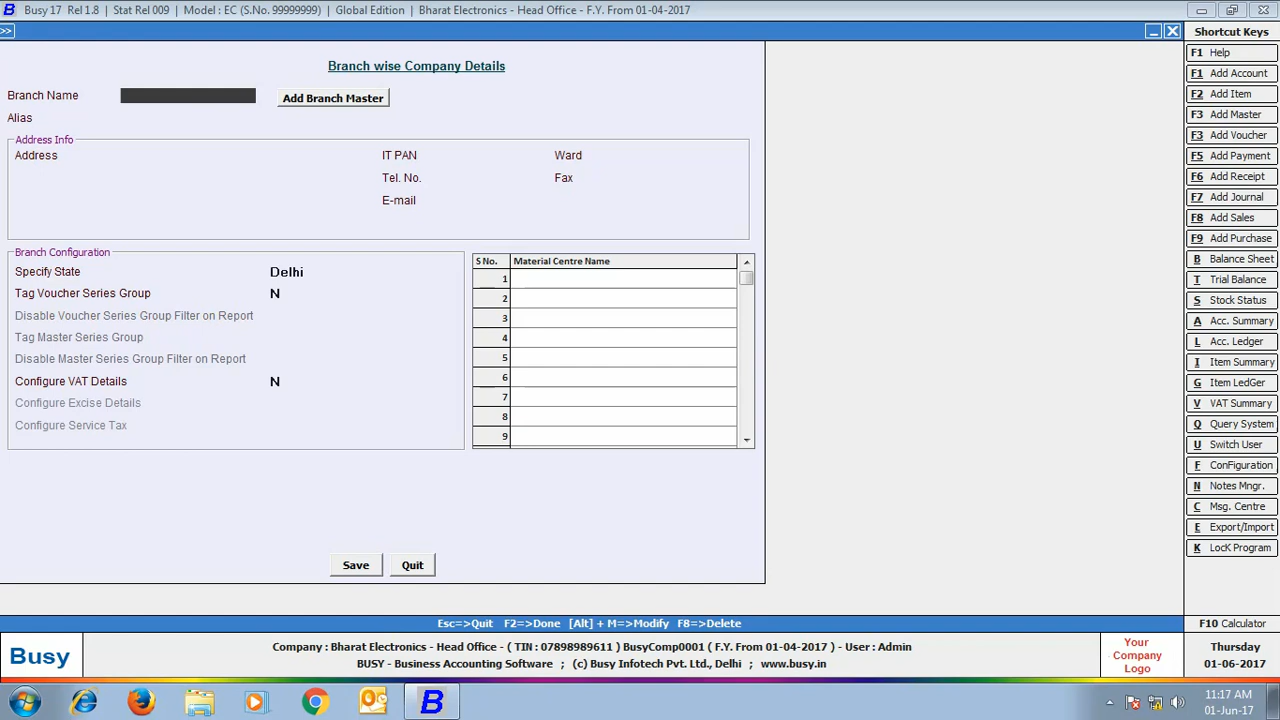 Busy 17 Rel 1.8 | Stat Rel 009 | Model : EC (S.No. 99999999) | Global Edition | Bharat Electronics - Head Office - F.Y. From 01-04-2017
>>
Branch wise Company Details
Branch Name
Add Branch Master
Alias
Address Info
Address
IT PAN
Ward
Tel. No.
Fax
E-mail
Branch Configuration
Specify State Delhi
Tag Voucher Series Group N
Disable Voucher Series Group Filter on Report
Tag Master Series Group
Disable Master Series Group Filter on Report
Configure VAT Details N
Configure Excise Details
Configure Service Tax
S No. Material Centre Name
1
2
3
4
5
6
7
8
9
Save Quit
Shortcut Keys
F1 Help
F1 Add Account
F2 Add Item
F3 Add Master
F3 Add Voucher
F5 Add Payment
F6 Add Receipt
F7 Add Journal
F8 Add Sales
F9 Add Purchase
B Balance Sheet
T Trial Balance
S Stock Status
A Acc. Summary
L Acc. Ledger
I Item Summary
G Item LedGer
V VAT Summary
Q Query System
U Switch User
F ConFiguration
N Notes Mngr.
C Msg. Centre
E Export/Import
K LocK Program
Esc=>Quit F2=>Done [Alt] + M=>Modify F8=>Delete
F10 Calculator
Busy
Company : Bharat Electronics - Head Office - ( TIN : 07898989611 ) BusyComp0001 ( F.Y. From 01-04-2017 ) - User : Admin
BUSY - Business Accounting Software ; (c) Busy Infotech Pvt. Ltd., Delhi ; www.busy.in
Your
Company
Logo
Thursday
01-06-2017
11:17 AM
01-Jun-17